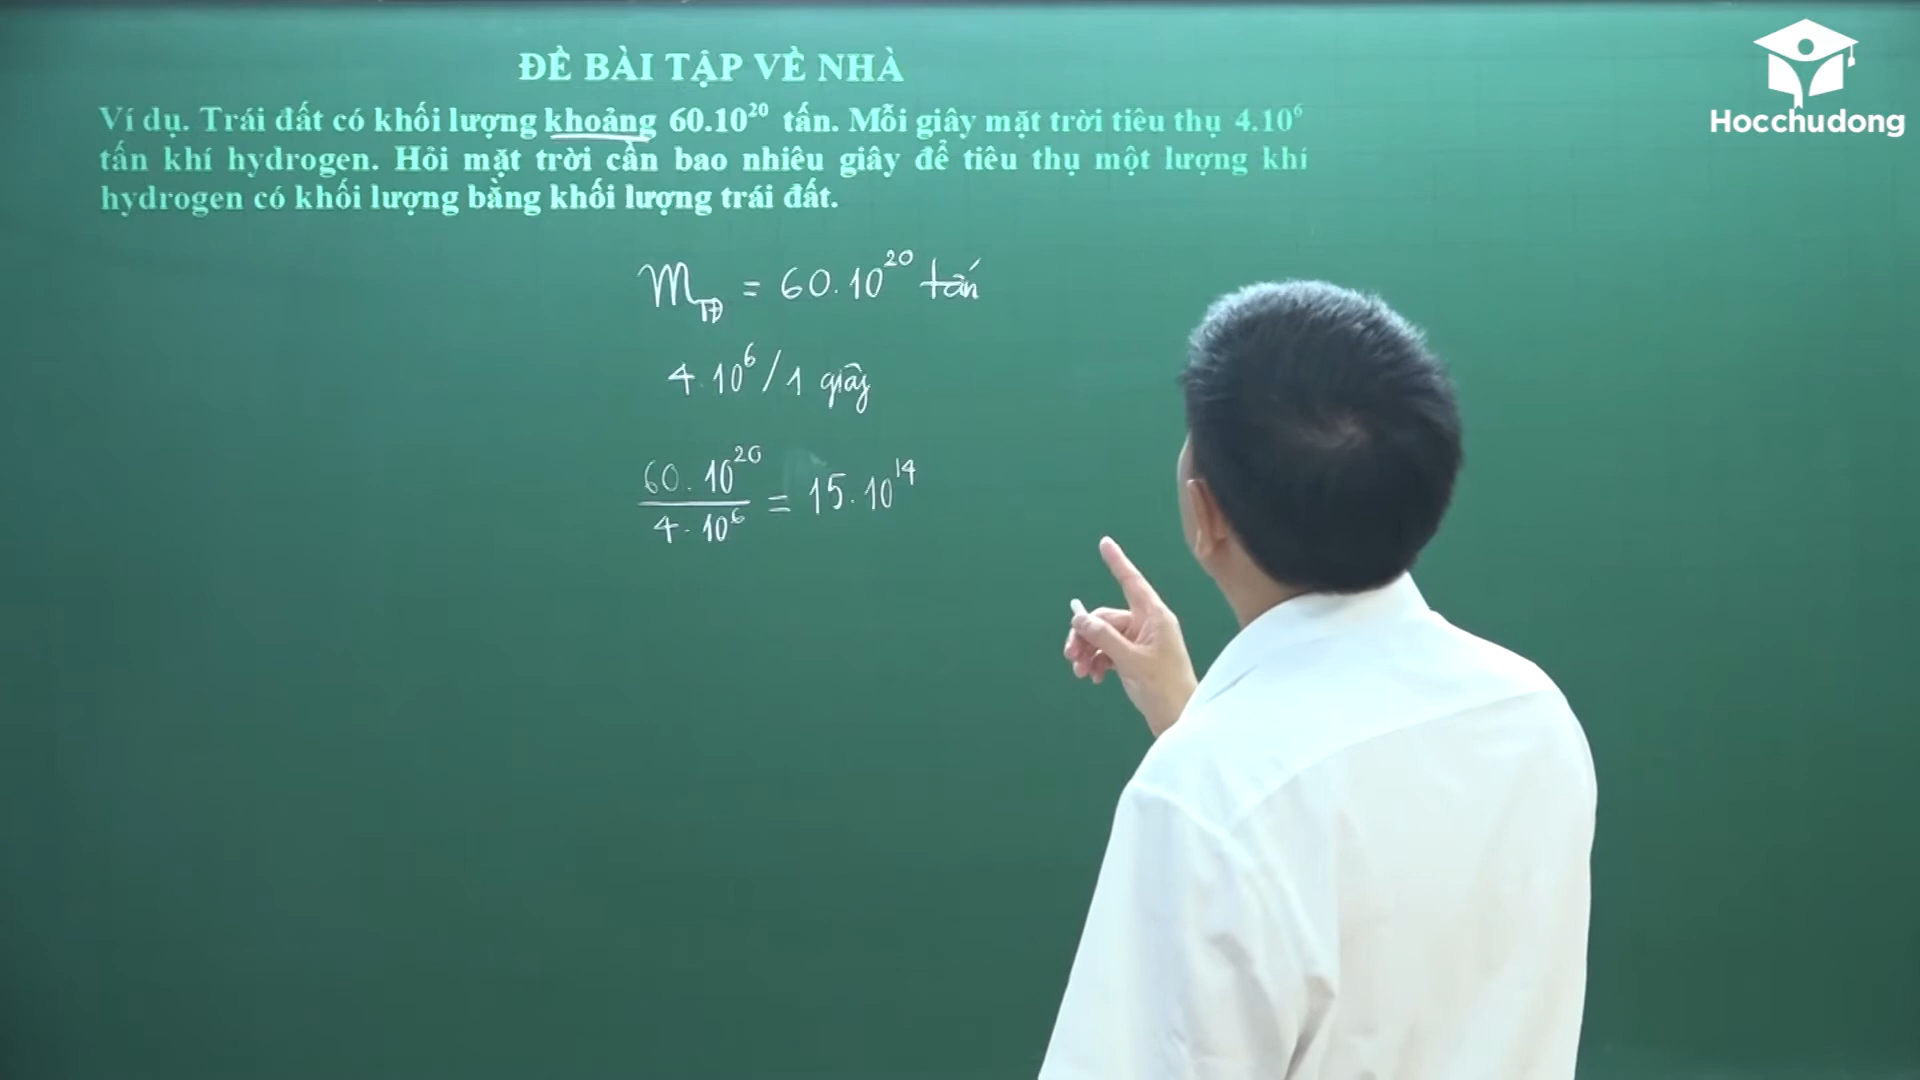 Hocchudong
ĐỀ BÀI TẬP VỀ NHÀ
Ví dụ. Trái đất có khối lượng khoảng 60.10²⁰ tấn. Mỗi giây mặt trời tiêu thụ 4.10⁶
tấn khí hydrogen. Hỏi mặt trời cần bao nhiêu giây để tiêu thụ một lượng khí
hydrogen có khối lượng bằng khối lượng trái đất.
m_TĐ = 60.10²⁰ tấn
4.10⁶/1 giây
60.10²⁰
4.10⁶
= 15.10¹⁴